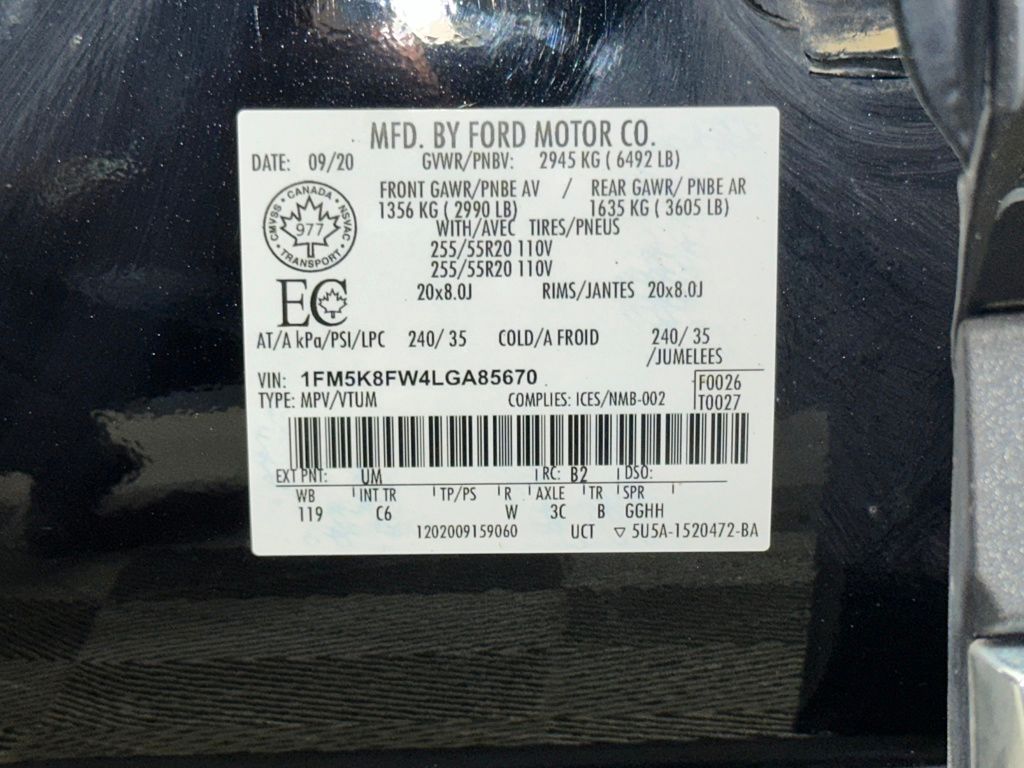 MFD. BY FORD MOTOR CO.
DATE: 09/20 GVWR/PNBV: 2945 KG ( 6492 LB)
FRONT GAWR/PNBE AV / REAR GAWR/ PNBE AR
1356 KG ( 2990 LB) 1635 KG ( 3605 LB)
WITH/AVEC TIRES/PNEUS
255/55R20 110V
255/55R20 110V
CMVSS • CANADA • NSVAC • TRANSPORT •
977
EC
20x8.0J RIMS/JANTES 20x8.0J
AT/A kPa/PSI/LPC 240/ 35 COLD/A FROID 240/ 35
/JUMELEES
VIN: 1FM5K8FW4LGA85670 F0026
TYPE: MPV/VTUM COMPLIES: ICES/NMB-002 T0027
EXT PNT: UM RC: B2 DSO:
WB INT TR TP/PS R AXLE TR SPR
119 C6 W 3C B GGHH
1202009159060 UCT ▽ 5U5A-1520472-BA